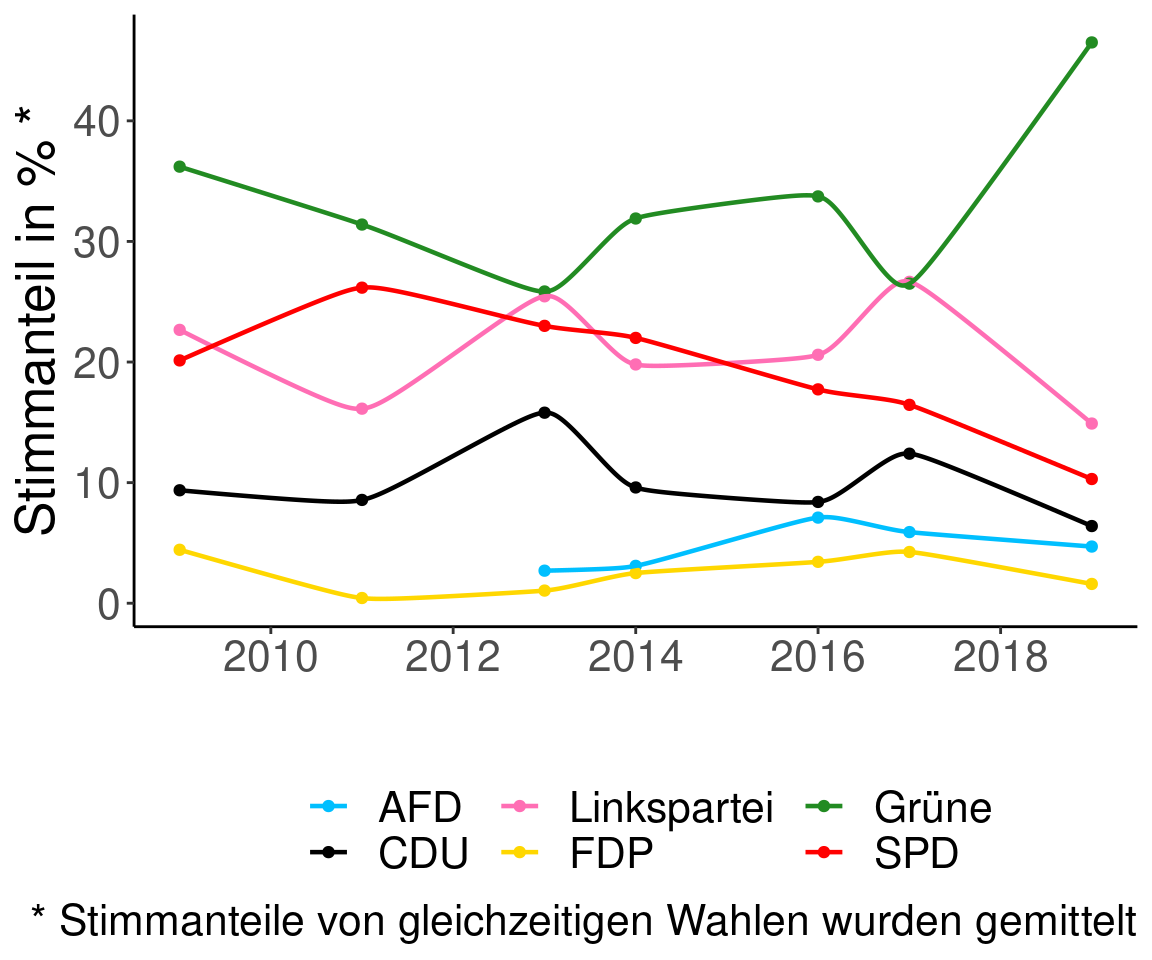 Stimmanteil in % *
40
30
20
10
0
2010 2012 2014 2016 2018
AFD Linkspartei Grüne
CDU FDP SPD
* Stimmanteile von gleichzeitigen Wahlen wurden gemittelt